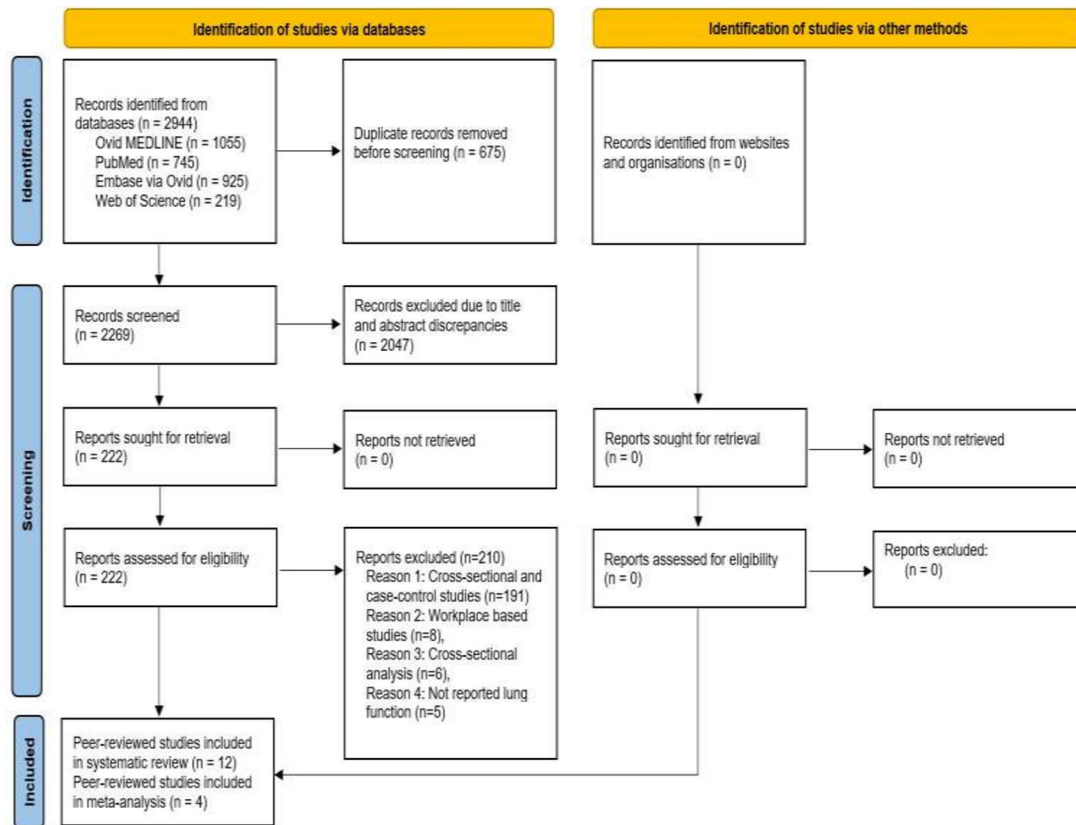 Identification of studies via databases
Identification of studies via other methods
Identification
Records identified from
databases (n = 2944)
Ovid MEDLINE (n = 1055)
PubMed (n = 745)
Embase via Ovid (n = 925)
Web of Science (n = 219)
Duplicate records removed
before screening (n = 675)
Records identified from websites
and organisations (n = 0)
Screening
Records screened
(n = 2269)
Records excluded due to title
and abstract discrepancies
(n = 2047)
Reports sought for retrieval
(n = 222)
Reports not retrieved
(n = 0)
Reports sought for retrieval
(n = 0)
Reports not retrieved
(n = 0)
Reports assessed for eligibility
(n = 222)
Reports excluded (n=210)
Reason 1: Cross-sectional and
case-control studies (n=191)
Reason 2: Workplace based
studies (n=8),
Reason 3: Cross-sectional
analysis (n=6),
Reason 4: Not reported lung
function (n=5)
Reports assessed for eligibility
(n = 0)
Reports excluded:
(n = 0)
Included
Peer-reviewed studies included
in systematic review (n = 12)
Peer-reviewed studies included
in meta-analysis (n = 4)